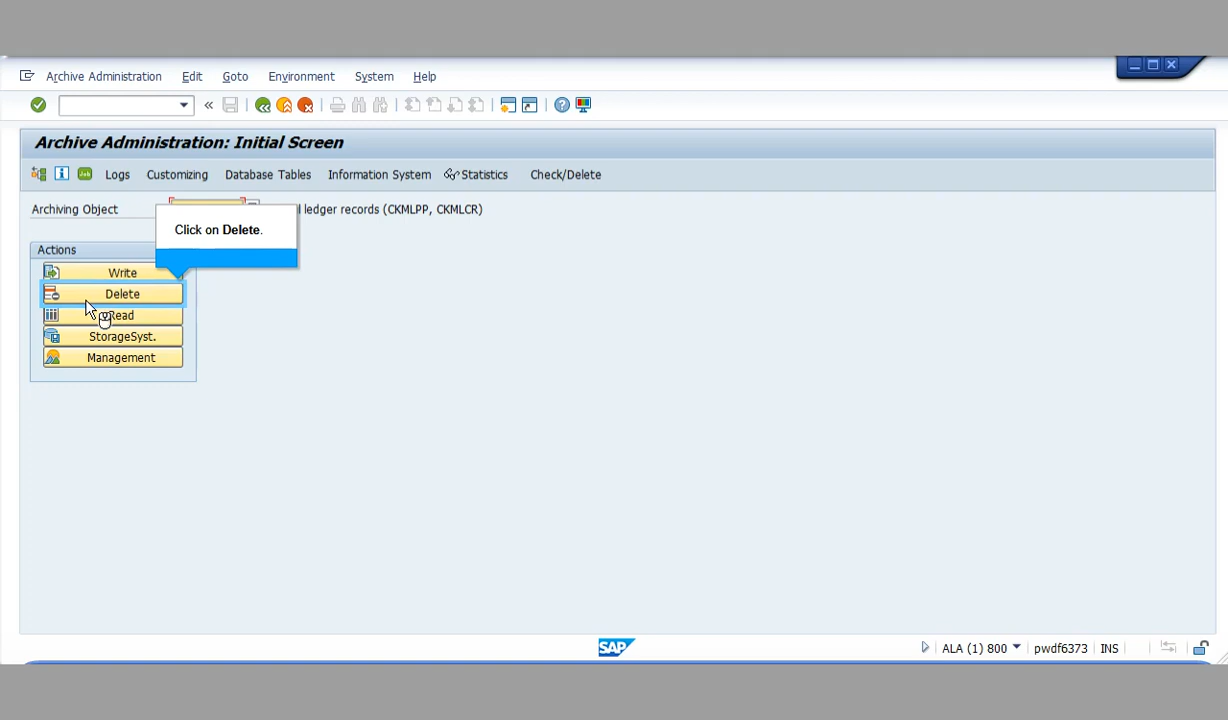 Archive Administration Edit Goto Environment System Help
Archive Administration: Initial Screen
Logs Customizing Database Tables Information System Statistics Check/Delete
Archiving Object l ledger records (CKMLPP, CKMLCR)
Click on Delete.
Actions
Write
Delete
Read
StorageSyst.
Management
SAP
ALA (1) 800 pwdf6373 INS